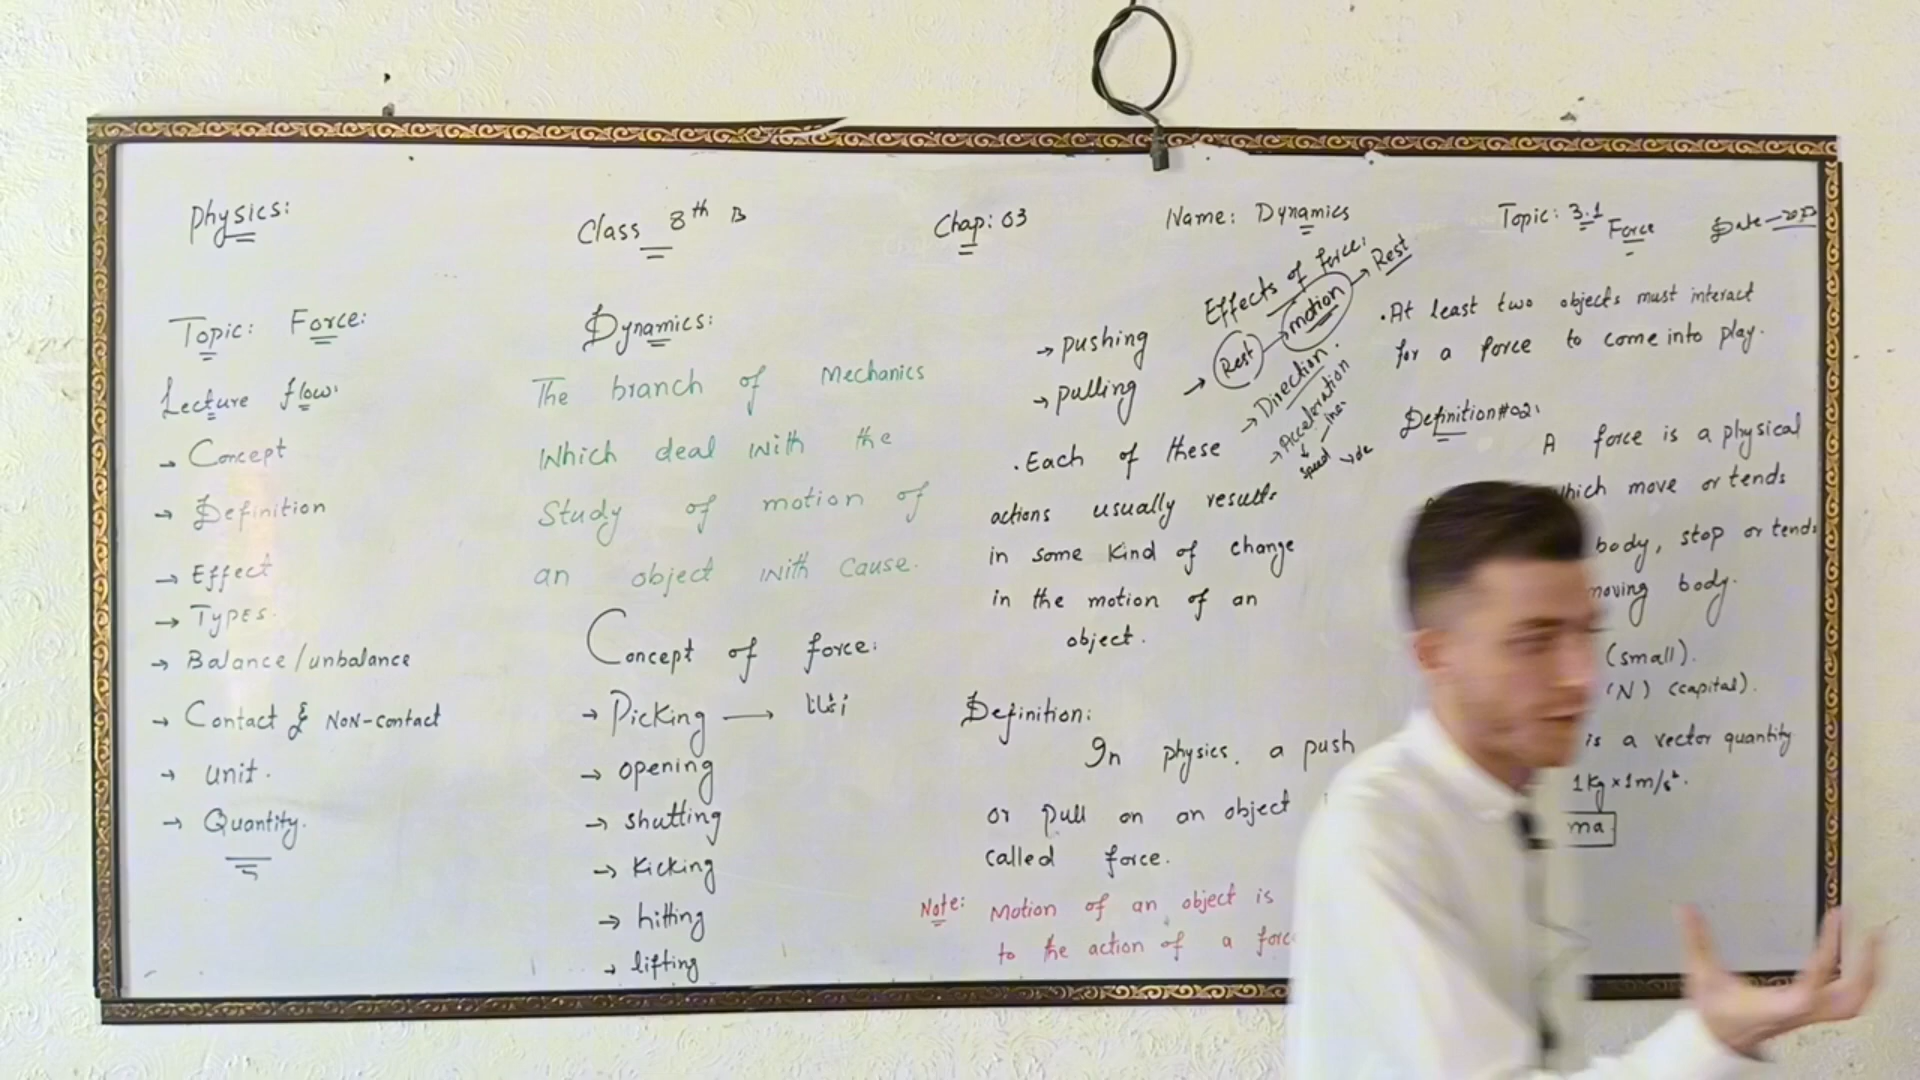 Physics:
Class 8th B
Chap: 03
Name: Dynamics
Topic: 3.1 Force
Date
Topic: Force:
Lecture flow:
→ Concept
→ Definition
→ Effect
→ Types.
→ Balance/unbalance
→ Contact & Non-contact
→ Unit.
→ Quantity.
Dynamics:
The branch of Mechanics
Which deal with the
Study of motion of
an object with cause.
Concept of force:
→ Picking →
→ opening
→ shutting
→ Kicking
→ hitting
→ lifting
→ pushing
→ pulling
. Each of these
actions usually results
in some kind of change
in the motion of an
object.
Effects of force:
→ Rest → motion → Rest
→ Direction.
→ Acceleration
speed
inc.
de
Definition:
In physics, a push
or pull on an object
called force.
Note: Motion of an object is
to the action of a
. At least two objects must interact
for a force to come into play.
Definition#02:
A force is a physical
which move or tends
body, stop or tends
moving body.
(small).
(N) (capital).
is a vector quantity
1Kg×1m/s².
ma.